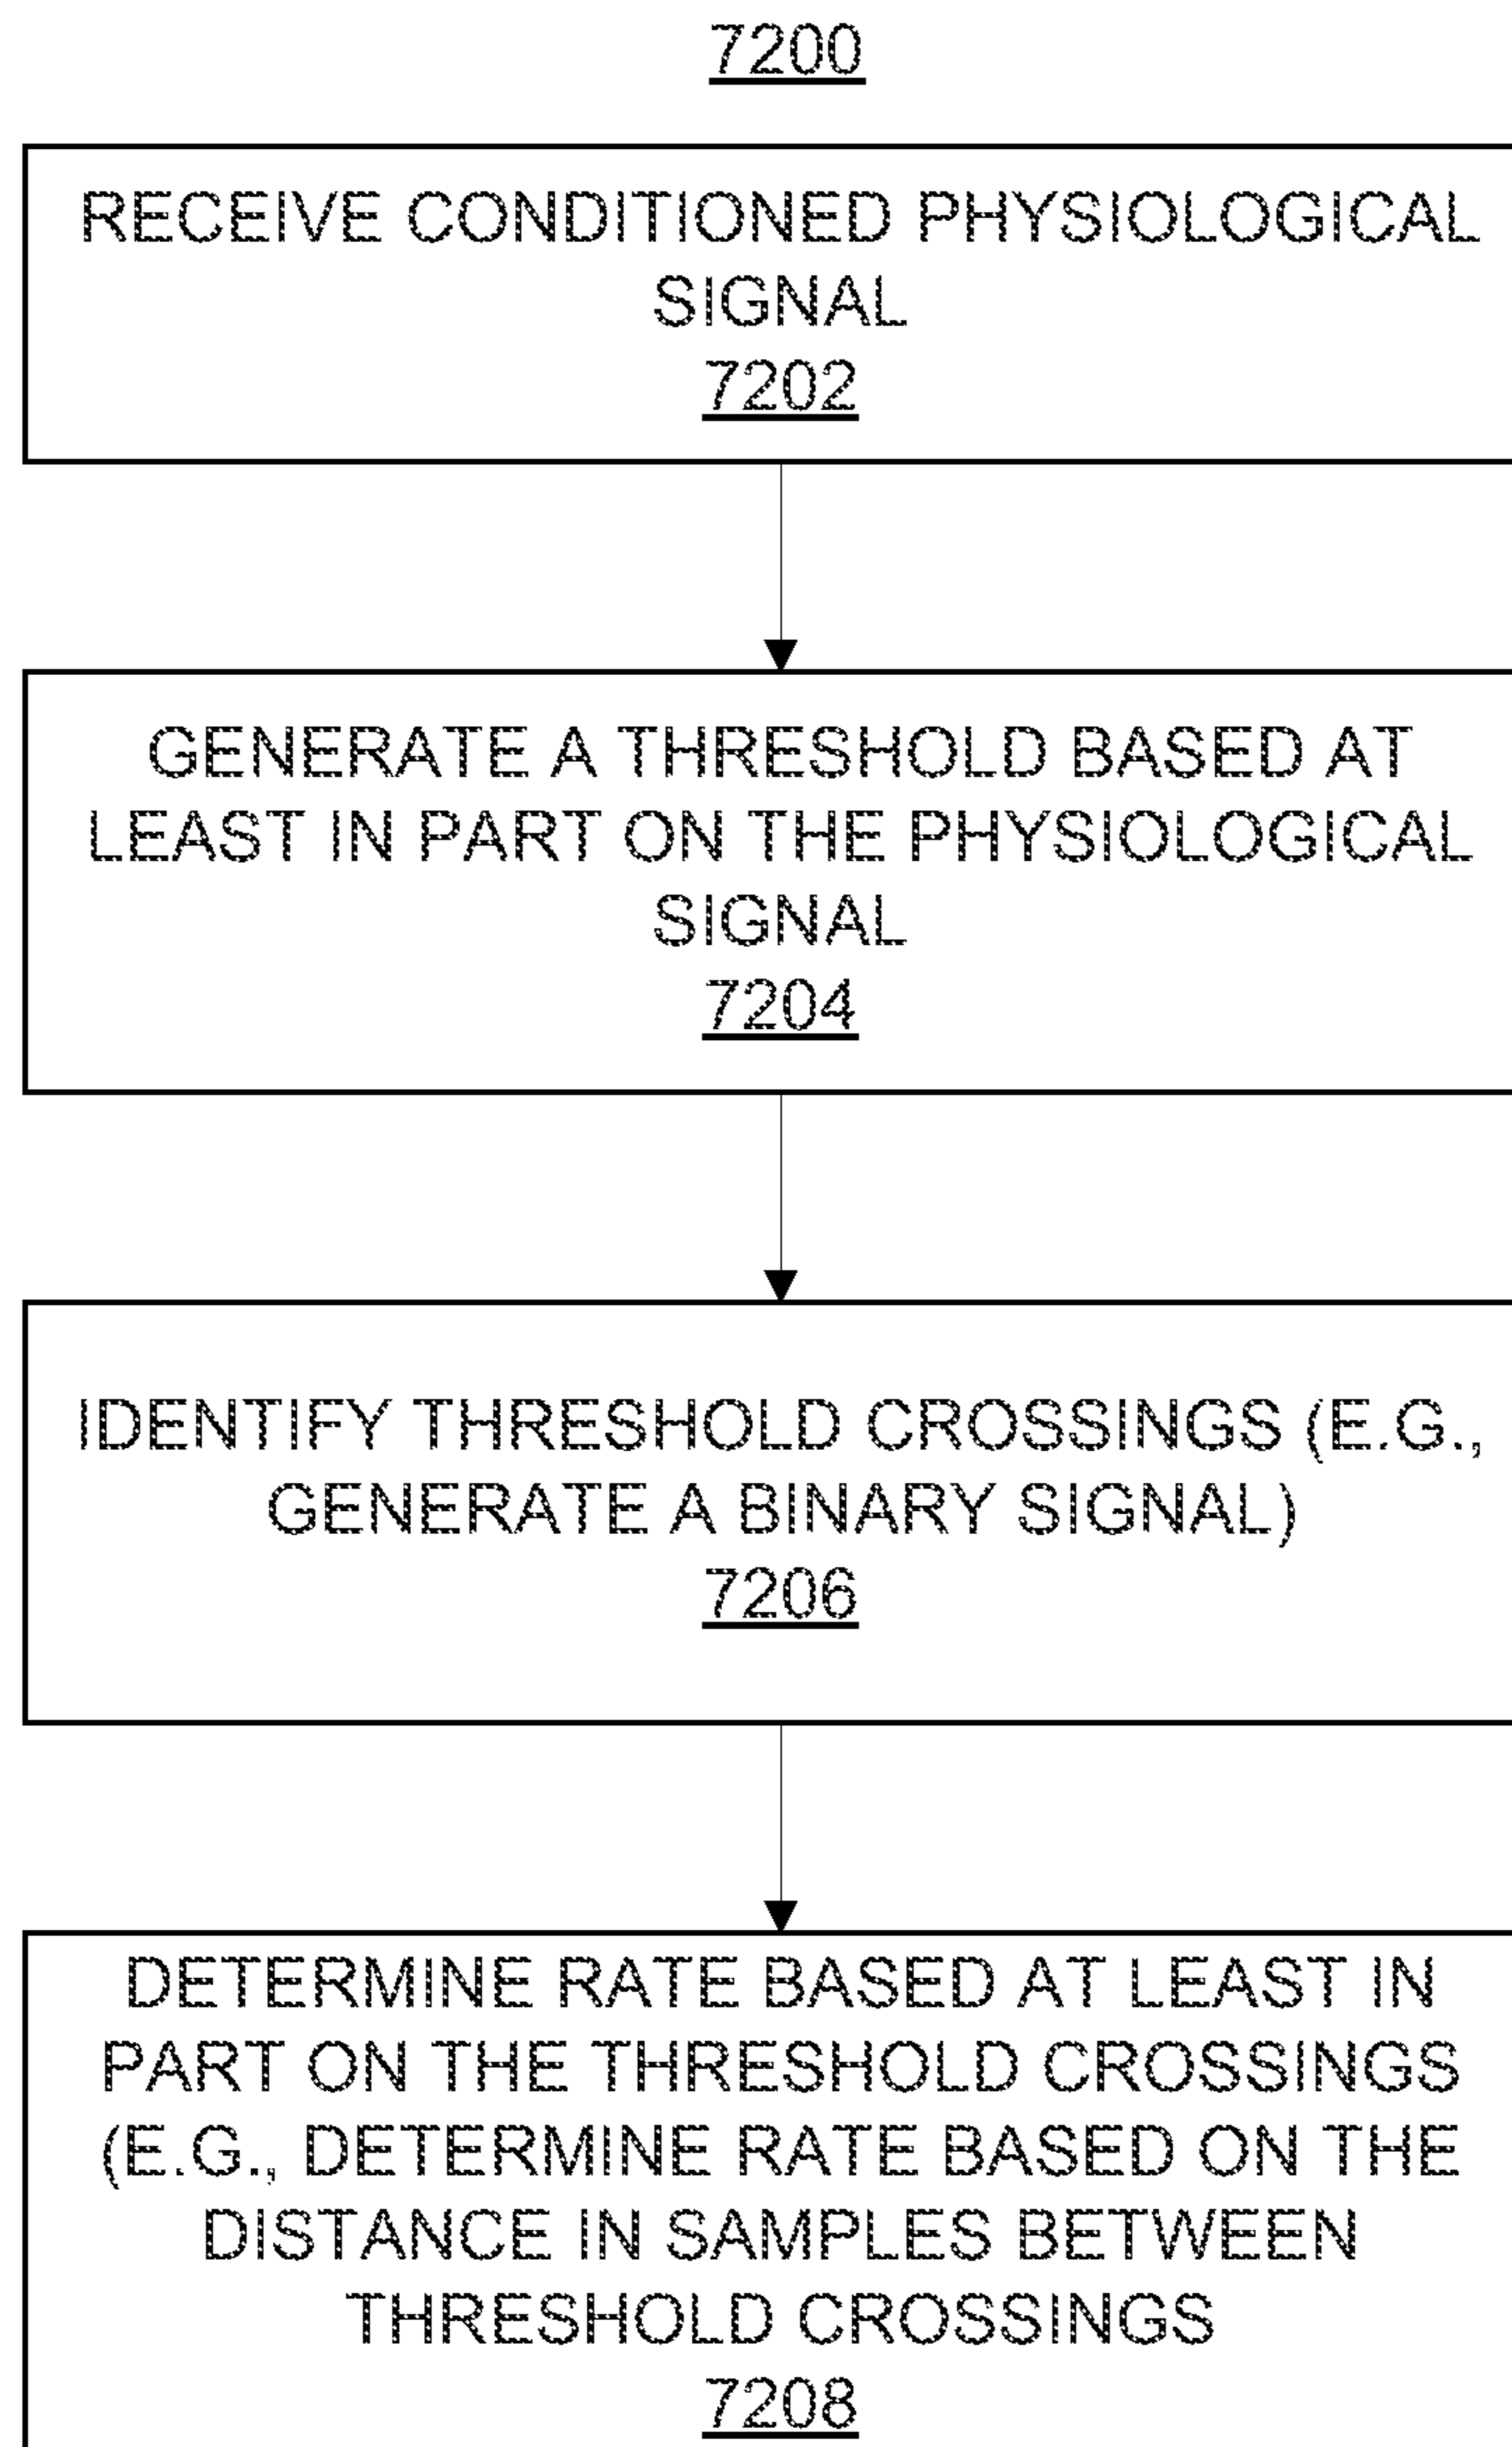 7200
RECEIVE CONDITIONED PHYSIOLOGICAL
SIGNAL
7202
GENERATE A THRESHOLD BASED AT
LEAST IN PART ON THE PHYSIOLOGICAL
SIGNAL
7204
IDENTIFY THRESHOLD CROSSINGS (E.G.,
GENERATE A BINARY SIGNAL)
7206
DETERMINE RATE BASED AT LEAST IN
PART ON THE THRESHOLD CROSSINGS
(E.G., DETERMINE RATE BASED ON THE
DISTANCE IN SAMPLES BETWEEN
THRESHOLD CROSSINGS
7208